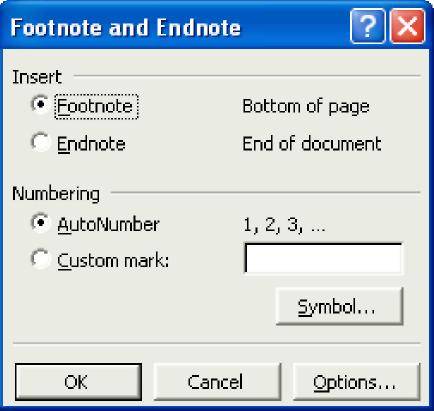 Footnote and Endnote
Insert
Footnote Bottom of page
Endnote End of document
Numbering
AutoNumber 1, 2, 3, ...
Custom mark:
Symbol...
OK Cancel Options...